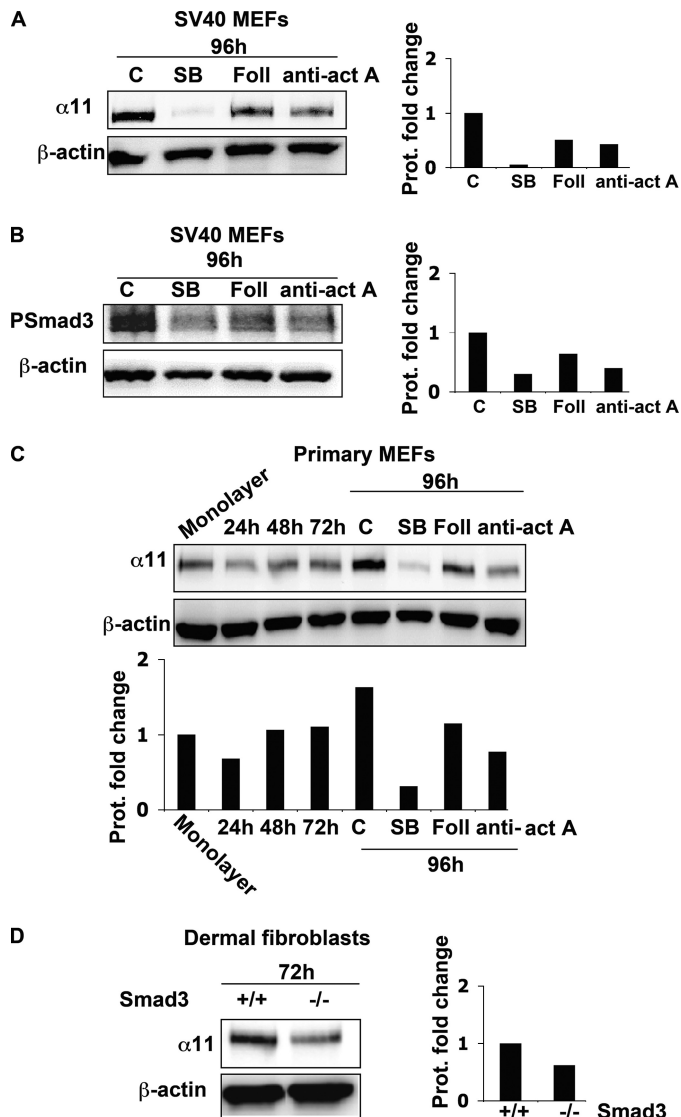 A
SV40 MEFs
96h
C SB Foll anti-act A
α11
β-actin
Prot. fold change
2
1
0
C SB Foll anti-act A
B
SV40 MEFs
96h
C SB Foll anti-act A
PSmad3
β-actin
Prot. fold change
2
1
0
C SB Foll anti-act A
C
Primary MEFs
96h
Monolayer 24h 48h 72h C SB Foll anti-act A
α11
β-actin
Prot. fold change
2
1
0
Monolayer 24h 48h 72h C SB Foll anti- act A
96h
D
Dermal fibroblasts
72h
Smad3 +/+ -/-
α11
β-actin
Prot. fold change
2
1
0
+/+ -/- Smad3